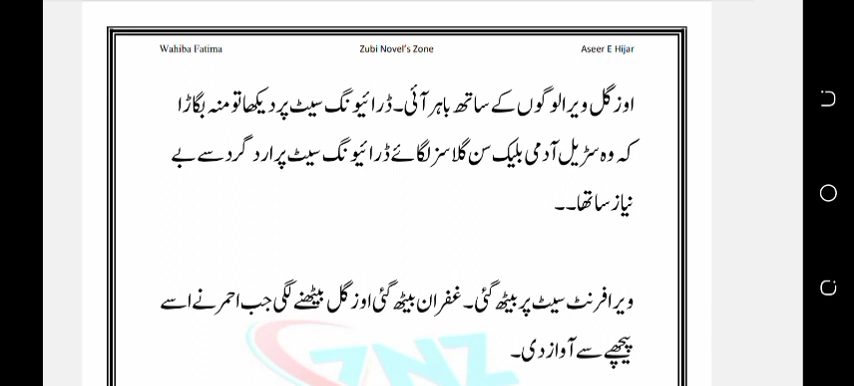 Wahiba Fatima Zubi Novel's Zone Aseer E Hijar
اوزگل ویرا لوگوں کے ساتھ باہر آئی۔ ڈرائیونگ سیٹ پر دیکھا تو منہ بگاڑا
کہ وہ سڑیل آدمی بلیک سن گلاسز لگائے ڈرائیونگ سیٹ پر ارد گرد سے بے
نیاز سا تھا۔۔
ویرا فرنٹ سیٹ پر بیٹھ گئی۔ غفران بیٹھ گئی اوزگل بیٹھنے لگی جب احمر نے اسے
پیچھے سے آواز دی۔
ZNZ